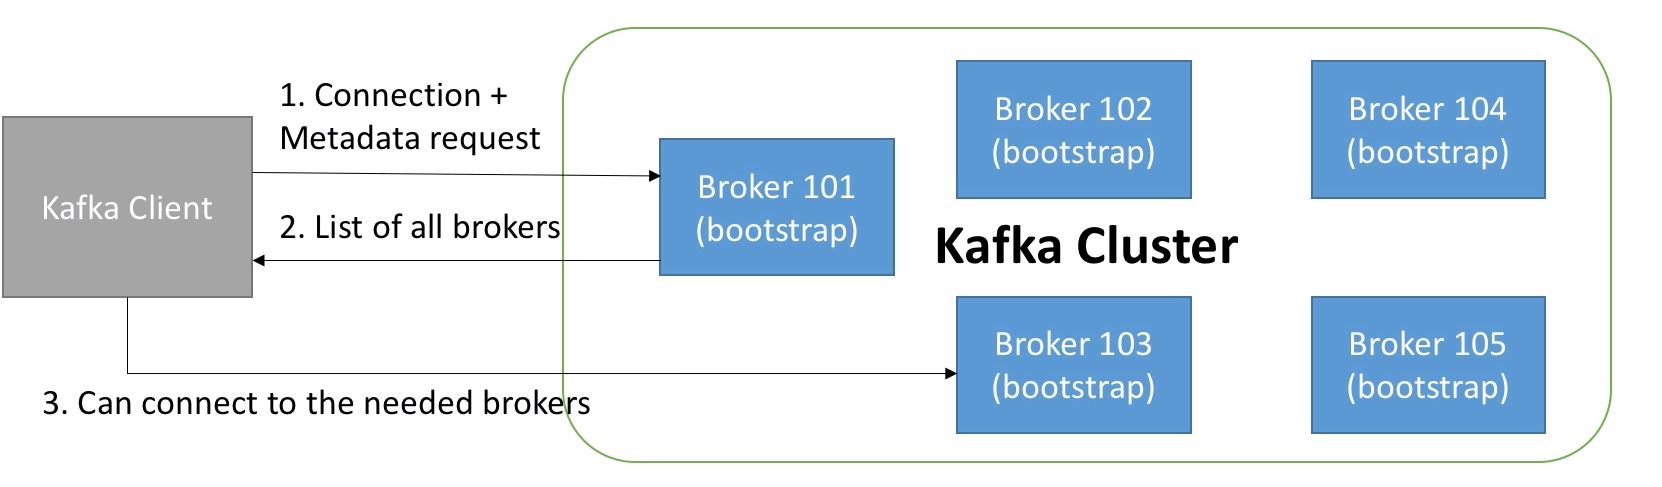 1. Connection +
Metadata request
Kafka Client
2. List of all brokers
3. Can connect to the needed brokers
Broker 101
(bootstrap)
Broker 102
(bootstrap)
Broker 104
(bootstrap)
Kafka Cluster
Broker 103
(bootstrap)
Broker 105
(bootstrap)